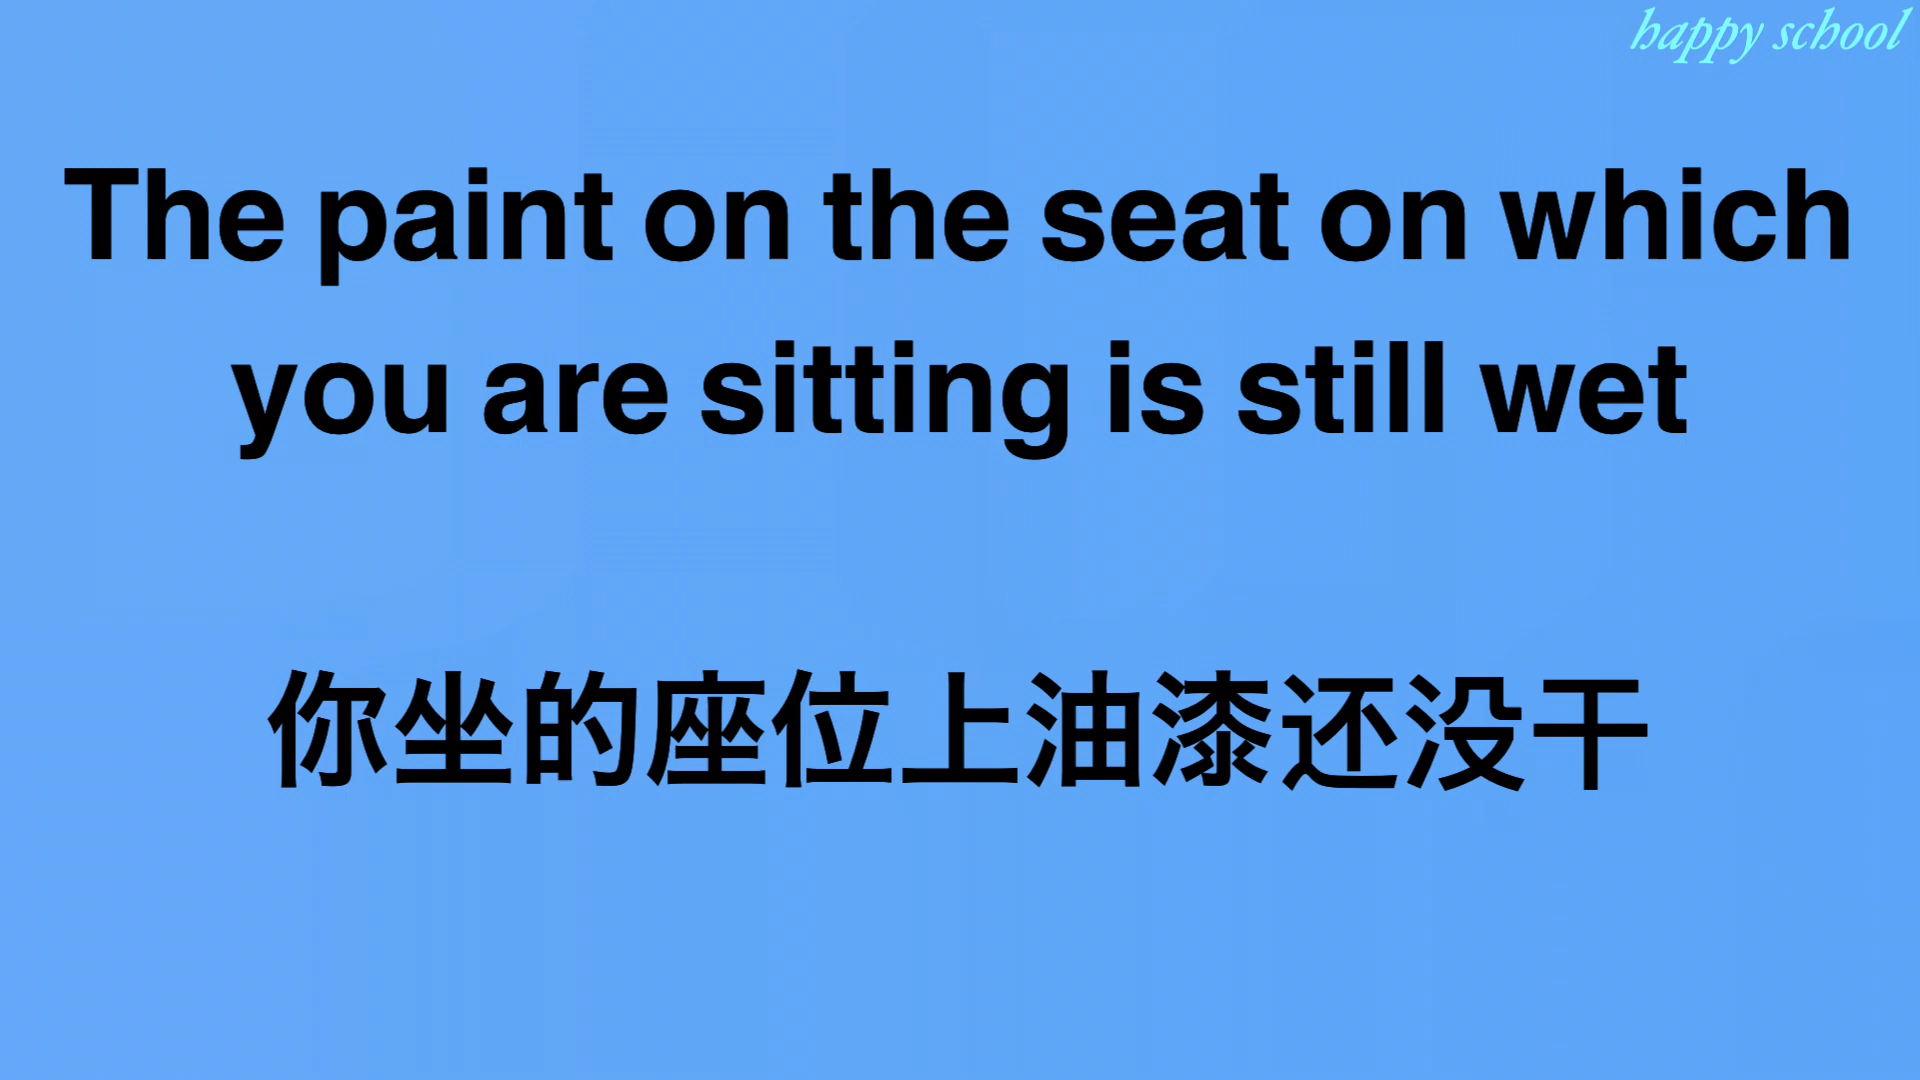 happy school
The paint on the seat on which
you are sitting is still wet
你坐的座位上油漆还没干